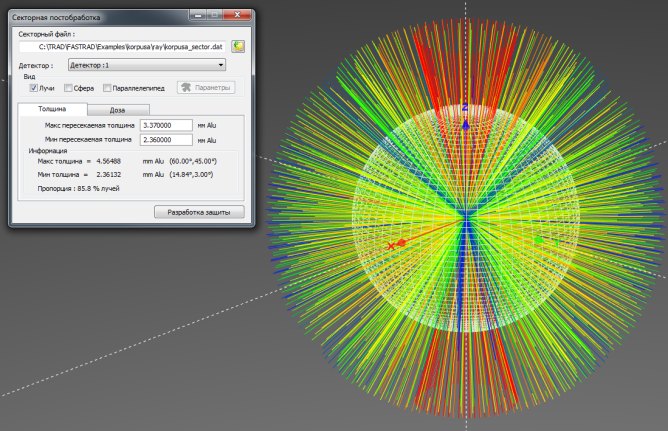 Секторная постобработка
Секторный файл :
C:\TRAD\FASTRAD\Examples\korpusa\ray\korpusa_sector.dat
Детектор : Детектор :1
Вид
Лучи Сфера Параллелепипед Параметры
Толщина Доза
Макс пересекаемая толщина 3.370000 мм Alu
Мин пересекаемая толщина 2.360000 мм Alu
Информация
Макс толщина = 4.56488 mm Alu (60.00°,45.00°)
Мин толщина = 2.36132 mm Alu (14.84°,3.00°)
Пропорция : 85.8 % лучей
Разработка защиты
Z
X